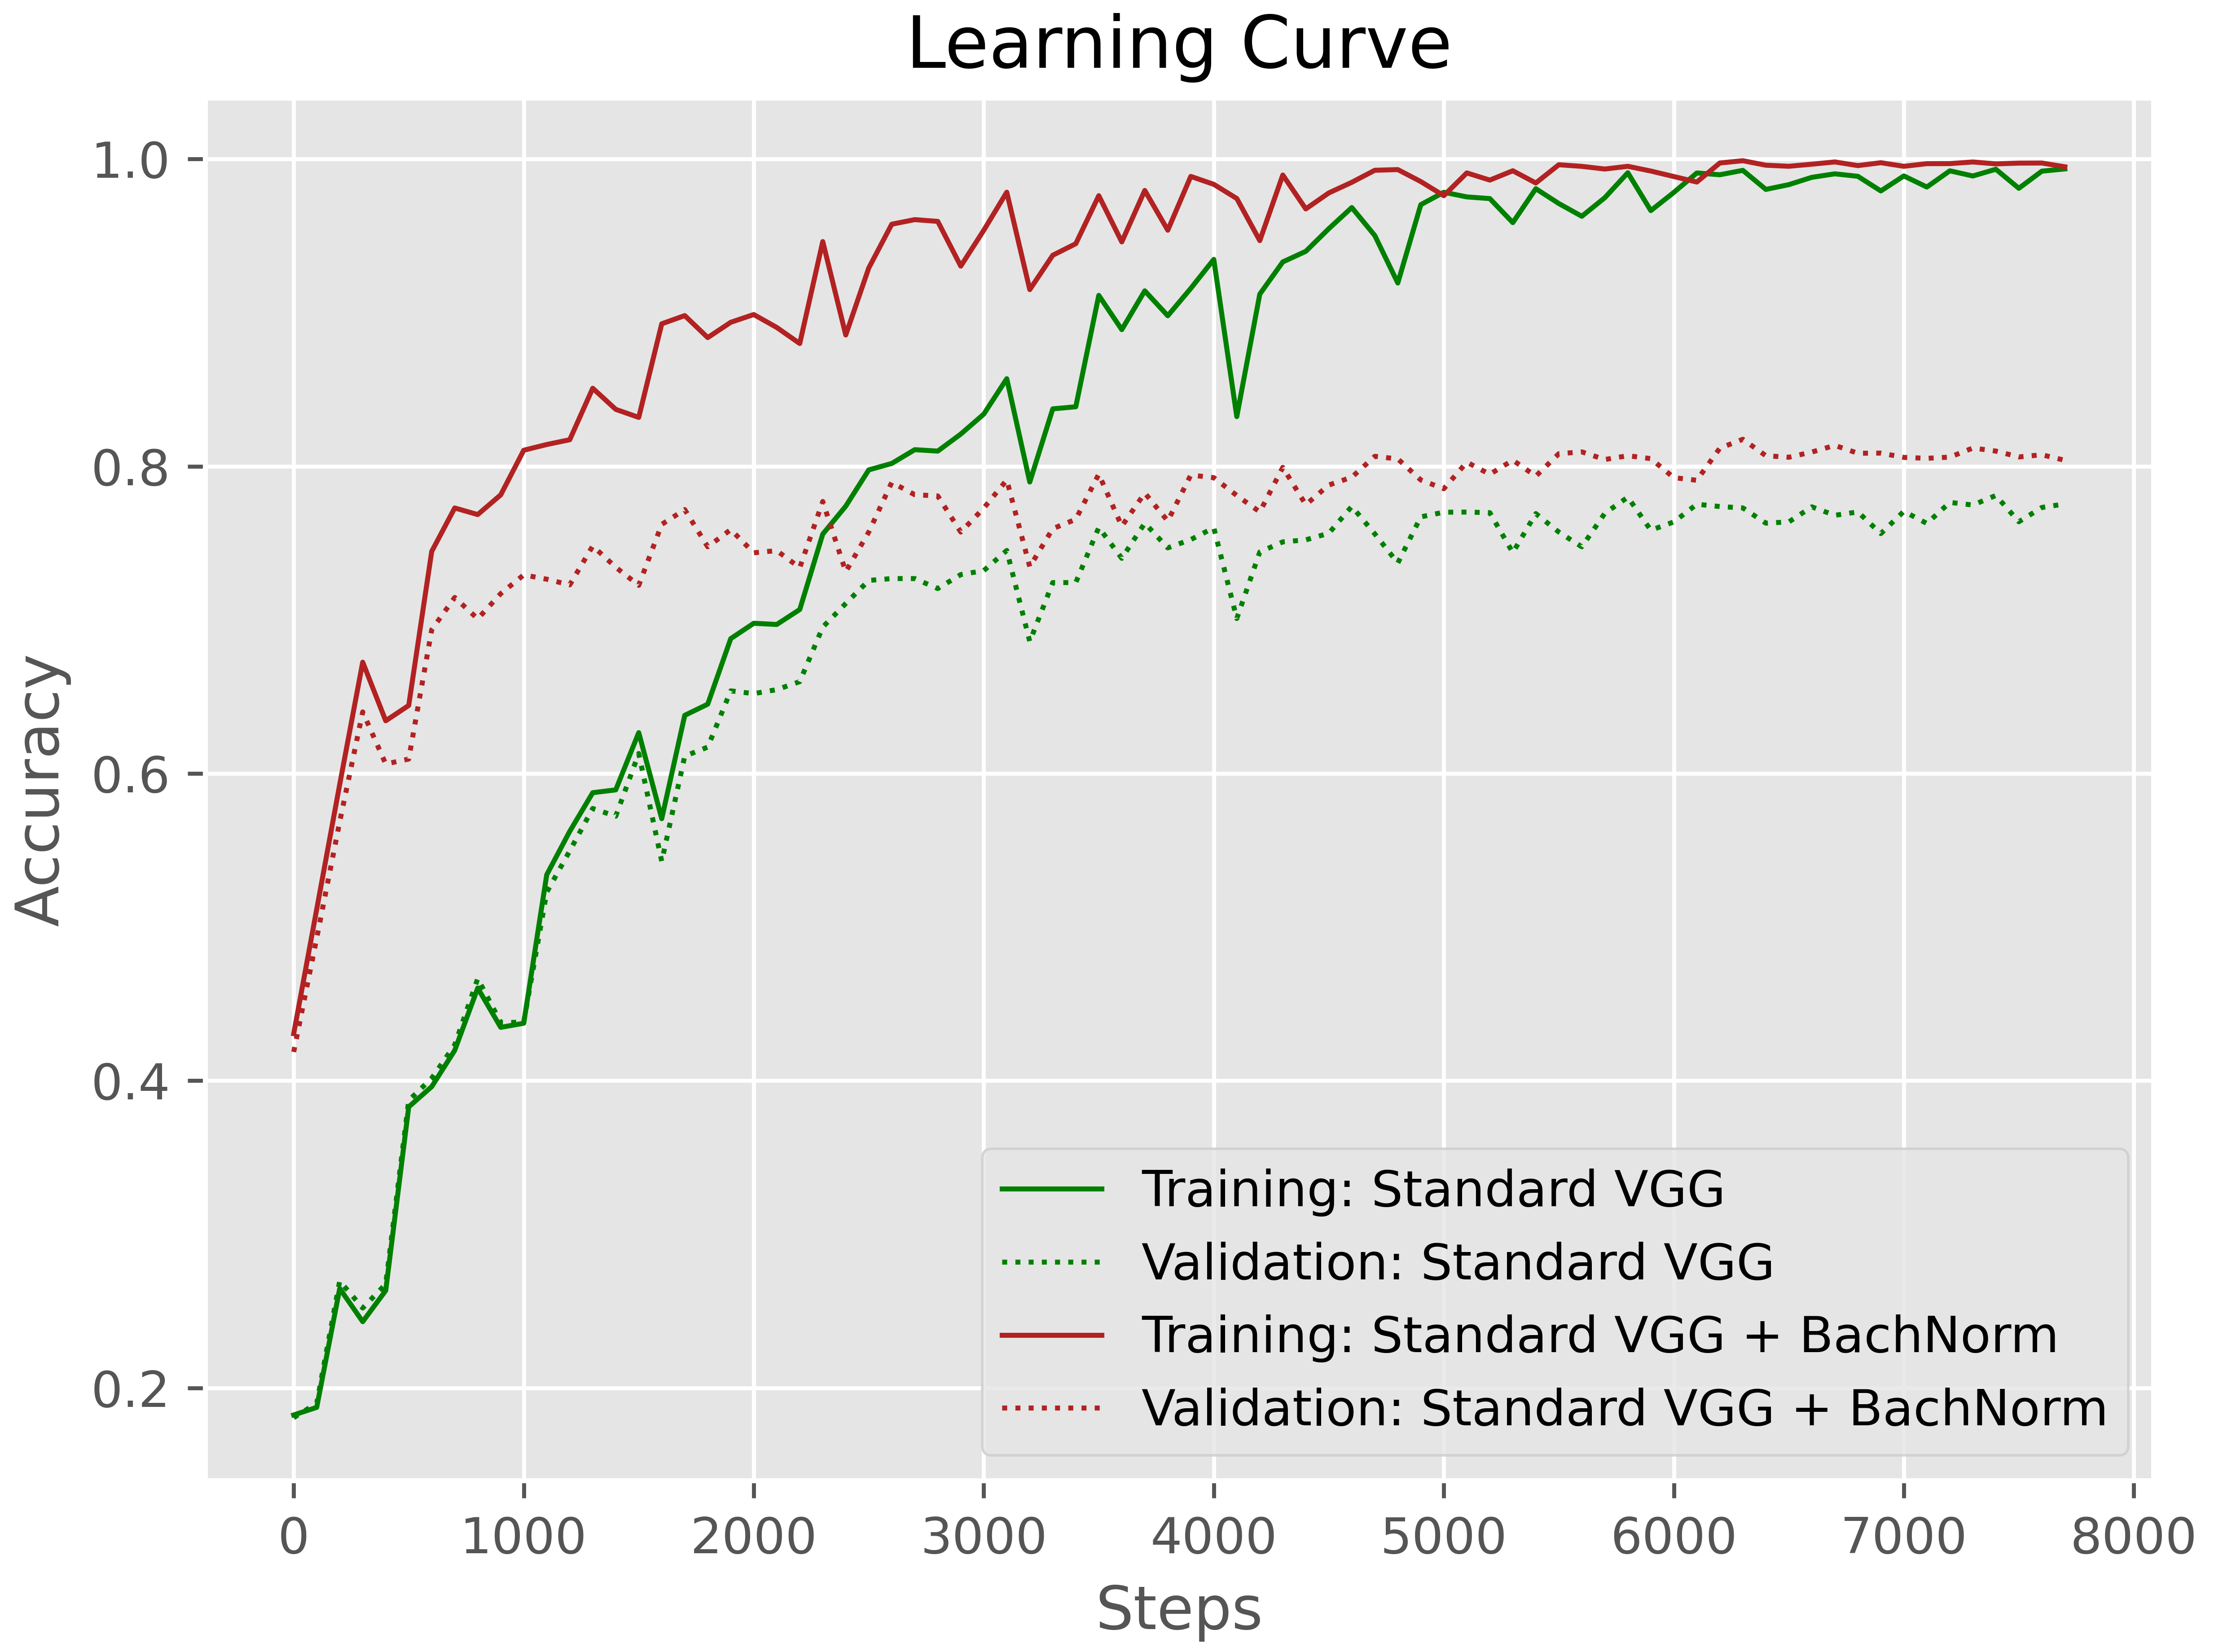 Learning Curve
1.0
0.8
0.6
0.4
0.2
Accuracy
Training: Standard VGG
Validation: Standard VGG
Training: Standard VGG + BachNorm
Validation: Standard VGG + BachNorm
0 1000 2000 3000 4000 5000 6000 7000 8000
Steps